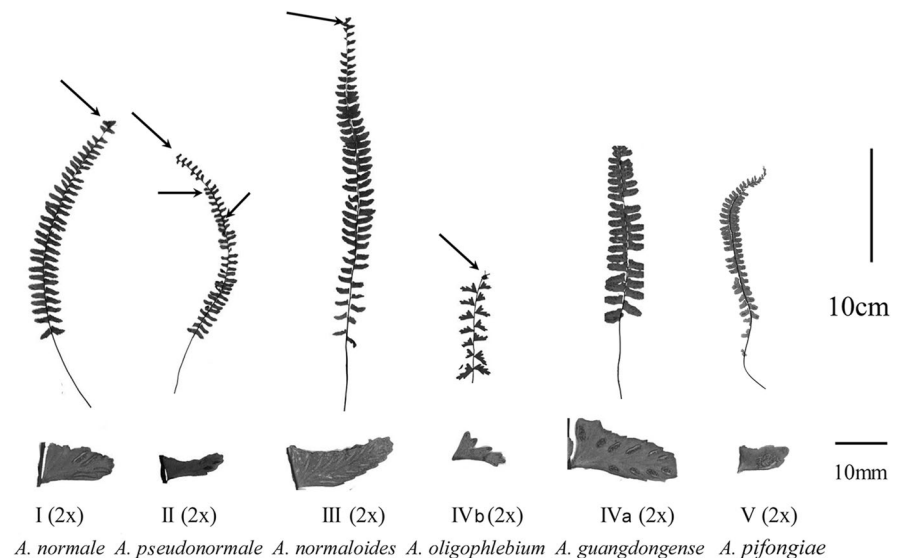 10cm
10mm
I (2x) II (2x) III (2x) IVb (2x) IVa (2x) V (2x)
A. normale A. pseudonormale A. normaloides A. oligophlebium A. guangdongense A. pifongiae